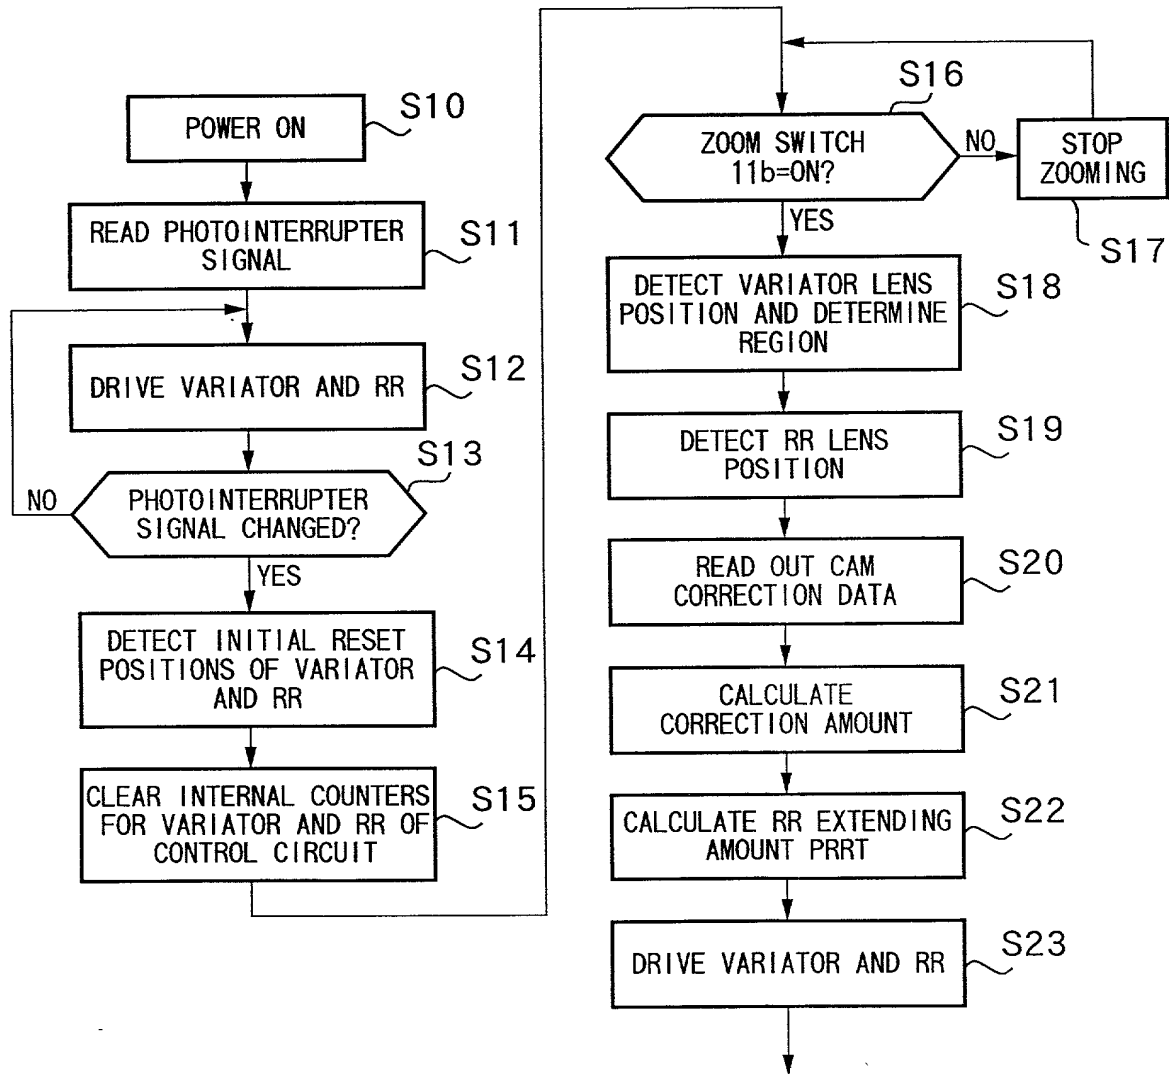 POWER ON
S10
READ PHOTOINTERRUPTER
SIGNAL
S11
DRIVE VARIATOR AND RR
S12
PHOTOINTERRUPTER
SIGNAL CHANGED?
S13
NO
YES
DETECT INITIAL RESET
POSITIONS OF VARIATOR
AND RR
S14
CLEAR INTERNAL COUNTERS
FOR VARIATOR AND RR OF
CONTROL CIRCUIT
S15
ZOOM SWITCH
11b=ON?
S16
NO
STOP
ZOOMING
S17
YES
DETECT VARIATOR LENS
POSITION AND DETERMINE
REGION
S18
DETECT RR LENS
POSITION
S19
READ OUT CAM
CORRECTION DATA
S20
CALCULATE
CORRECTION AMOUNT
S21
CALCULATE RR EXTENDING
AMOUNT PRRT
S22
DRIVE VARIATOR AND RR
S23